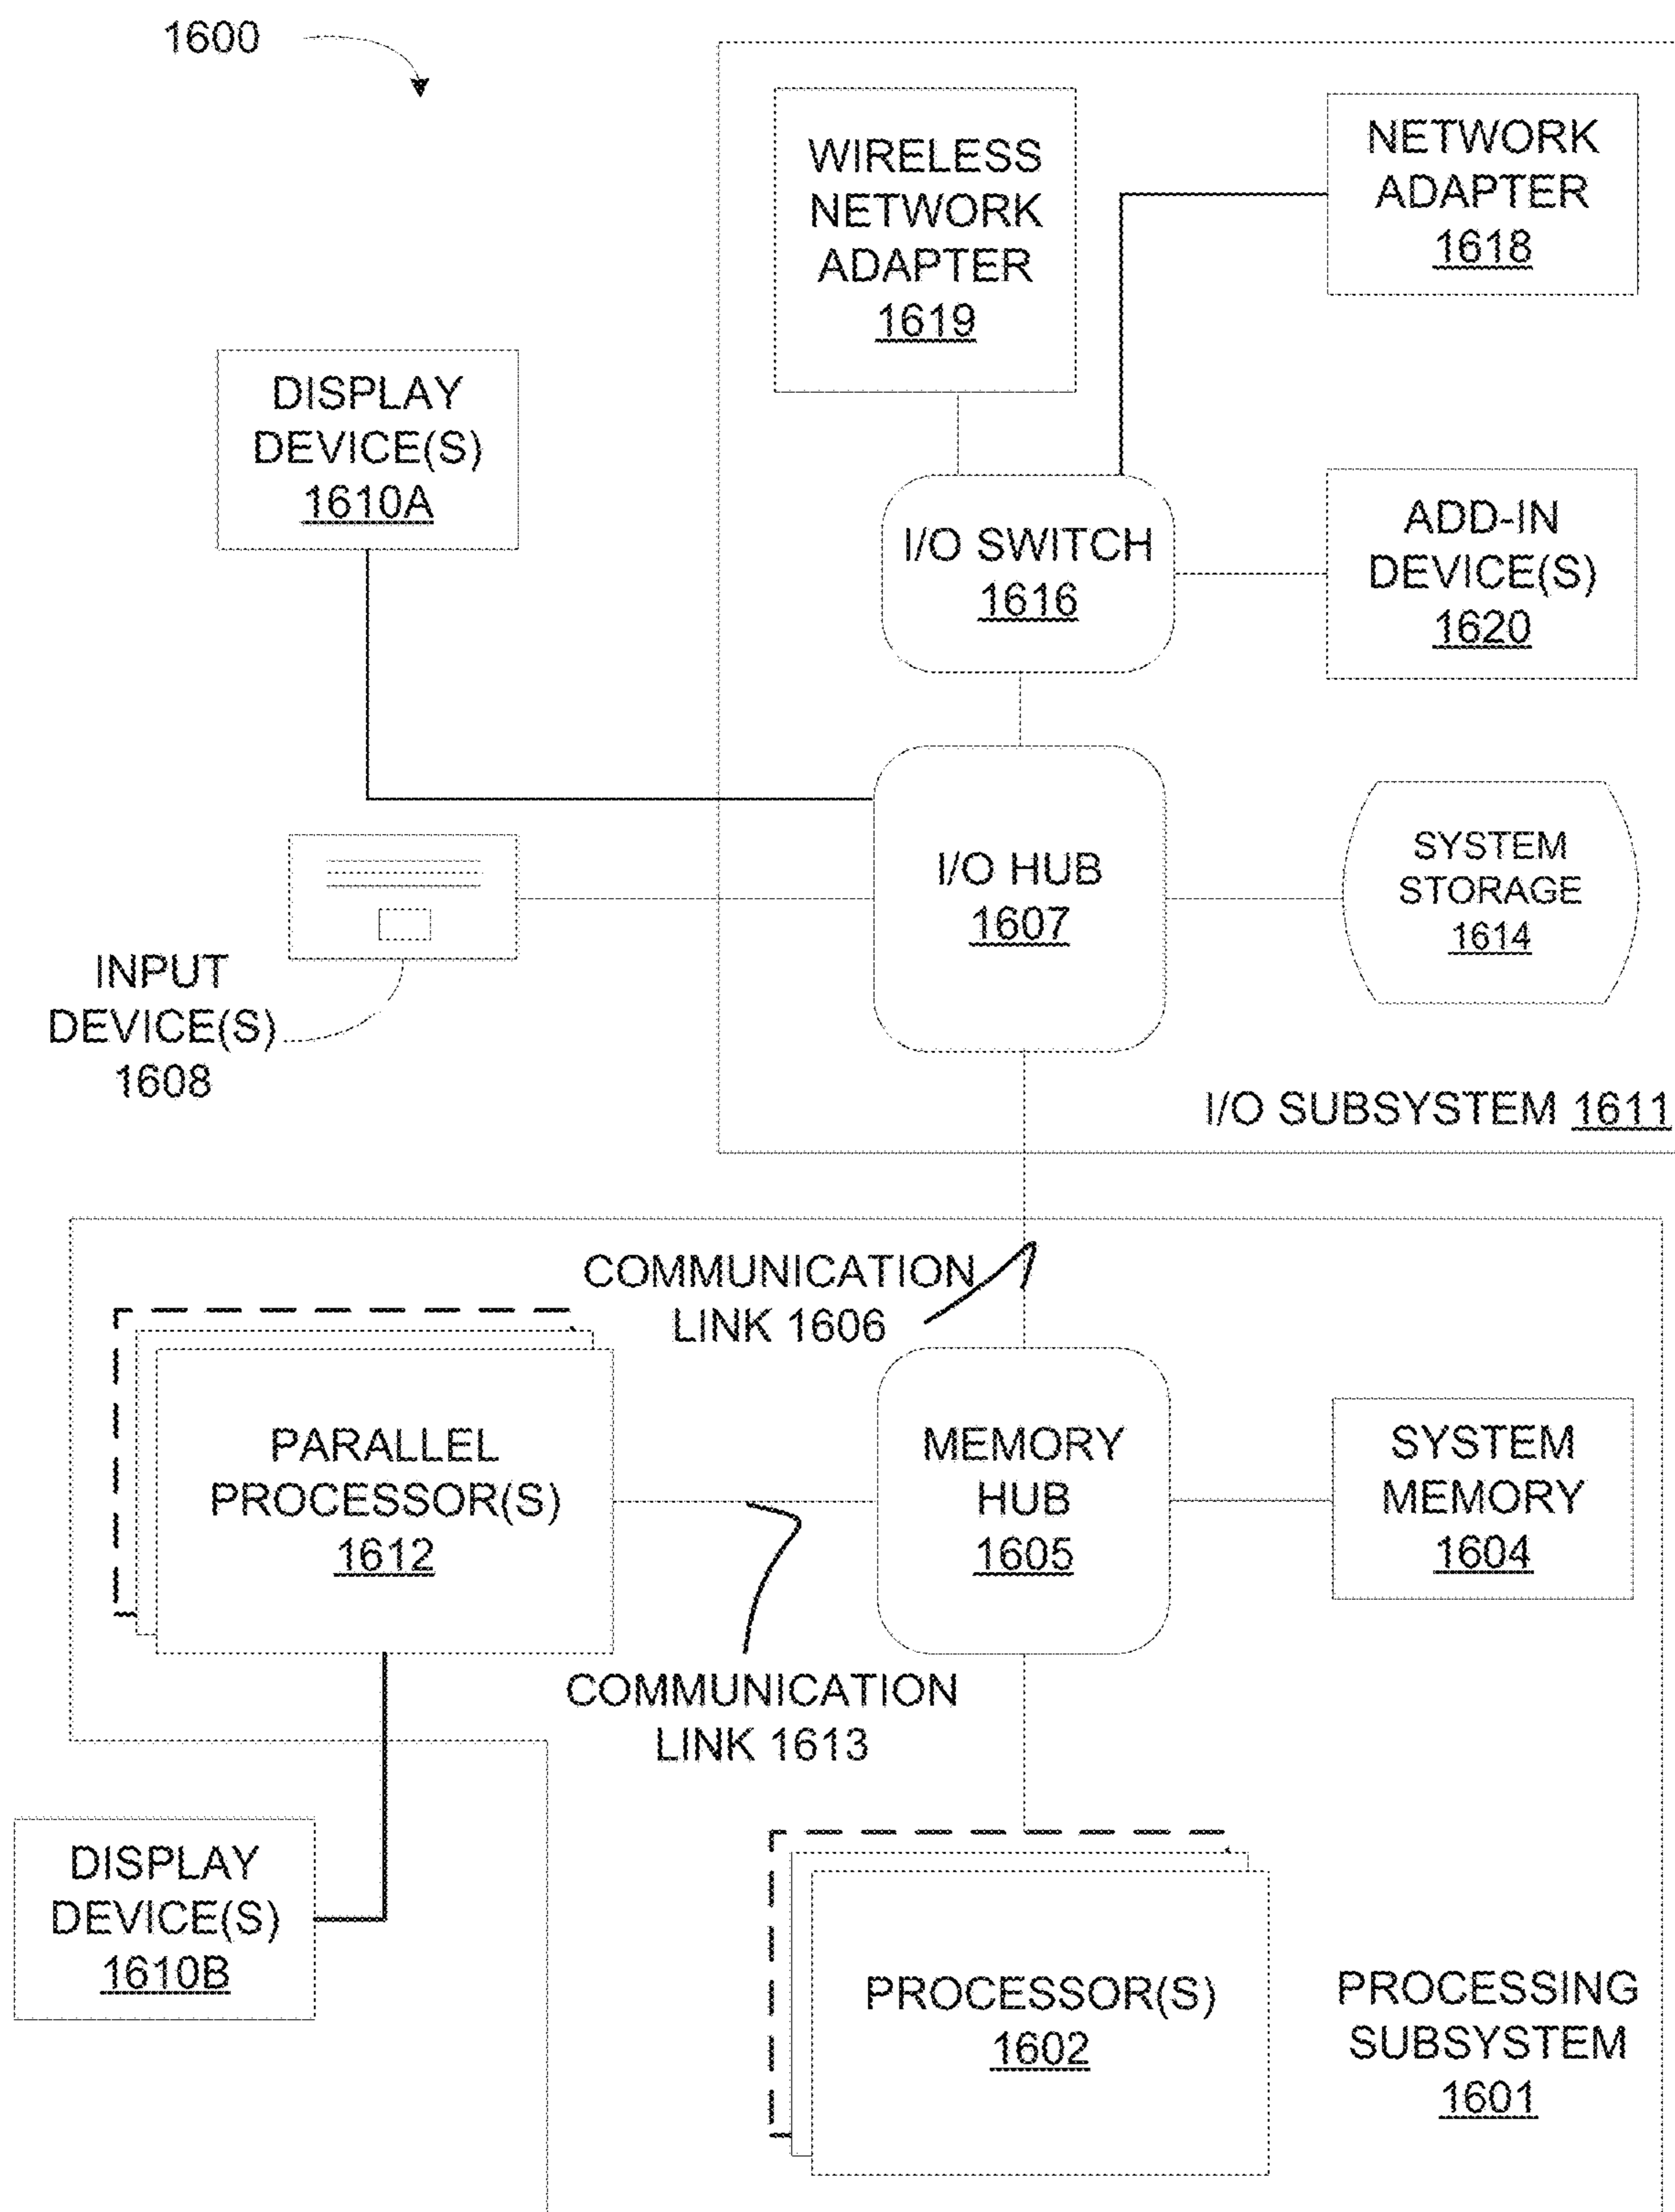 1600
WIRELESS
NETWORK
ADAPTER
1619
NETWORK
ADAPTER
1618
DISPLAY
DEVICE(S)
1610A
I/O SWITCH
1616
ADD-IN
DEVICE(S)
1620
I/O HUB
1607
SYSTEM
STORAGE
1614
INPUT
DEVICE(S)
1608
I/O SUBSYSTEM 1611
COMMUNICATION
LINK 1606
PARALLEL
PROCESSOR(S)
1612
MEMORY
HUB
1605
SYSTEM
MEMORY
1604
COMMUNICATION
LINK 1613
DISPLAY
DEVICE(S)
1610B
PROCESSOR(S)
1602
PROCESSING
SUBSYSTEM
1601